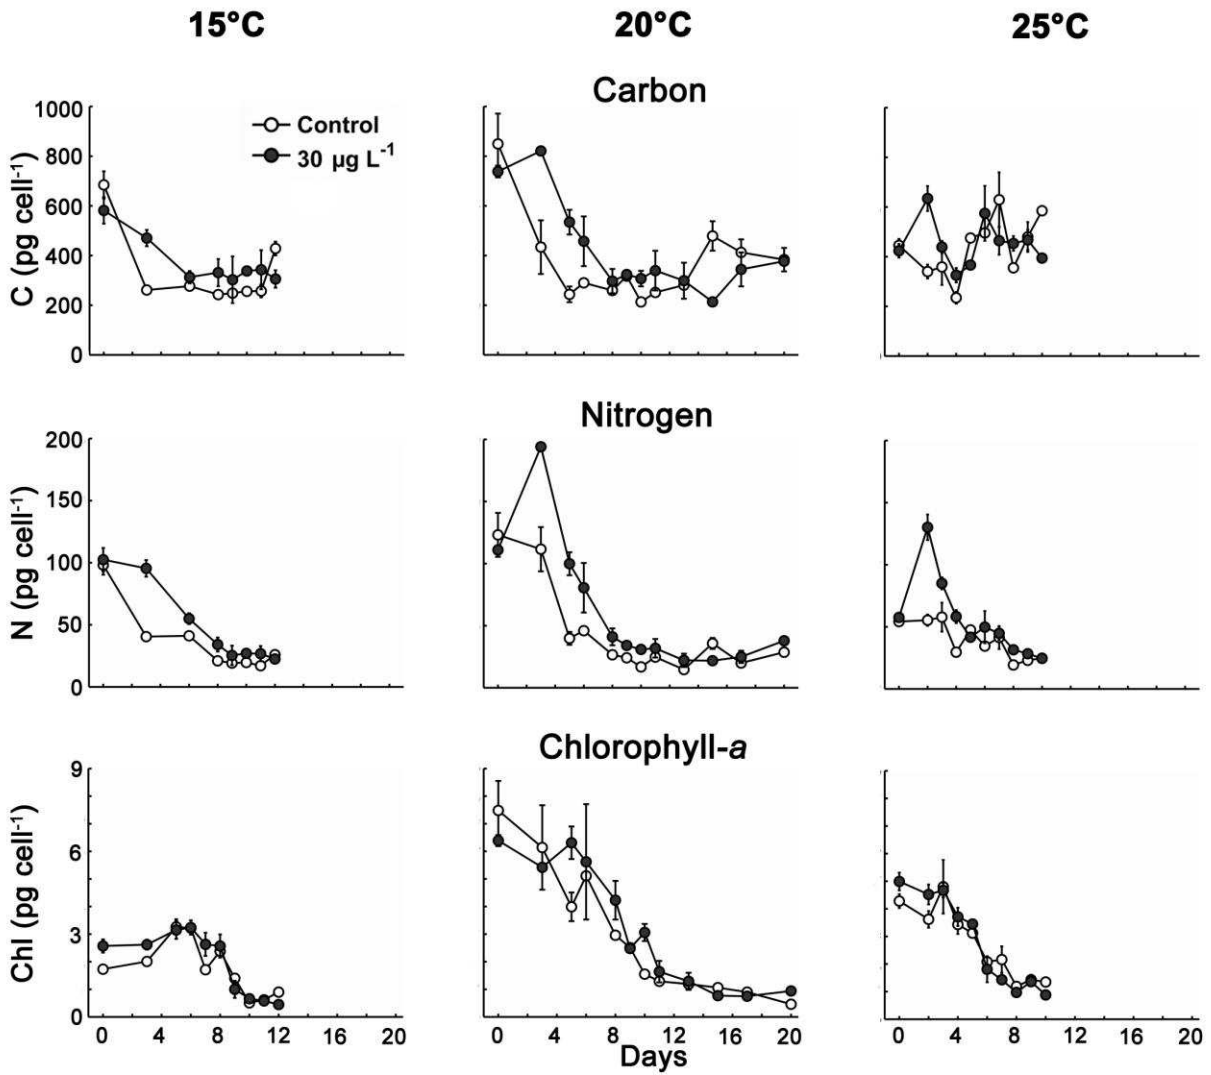 15°C 20°C 25°C
Carbon
C (pg cell⁻¹)
1000
800
600
400
200
0
Control
30 µg L⁻¹
Nitrogen
N (pg cell⁻¹)
200
150
100
50
0
Chlorophyll-a
Chl (pg cell⁻¹)
9
6
3
0
0 4 8 12 16 20 0 4 8 12 16 20 0 4 8 12 16 20
Days